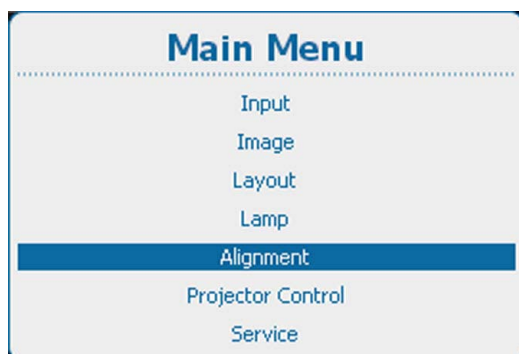 Main Menu
Input
Image
Layout
Lamp
Alignment
Projector Control
Service